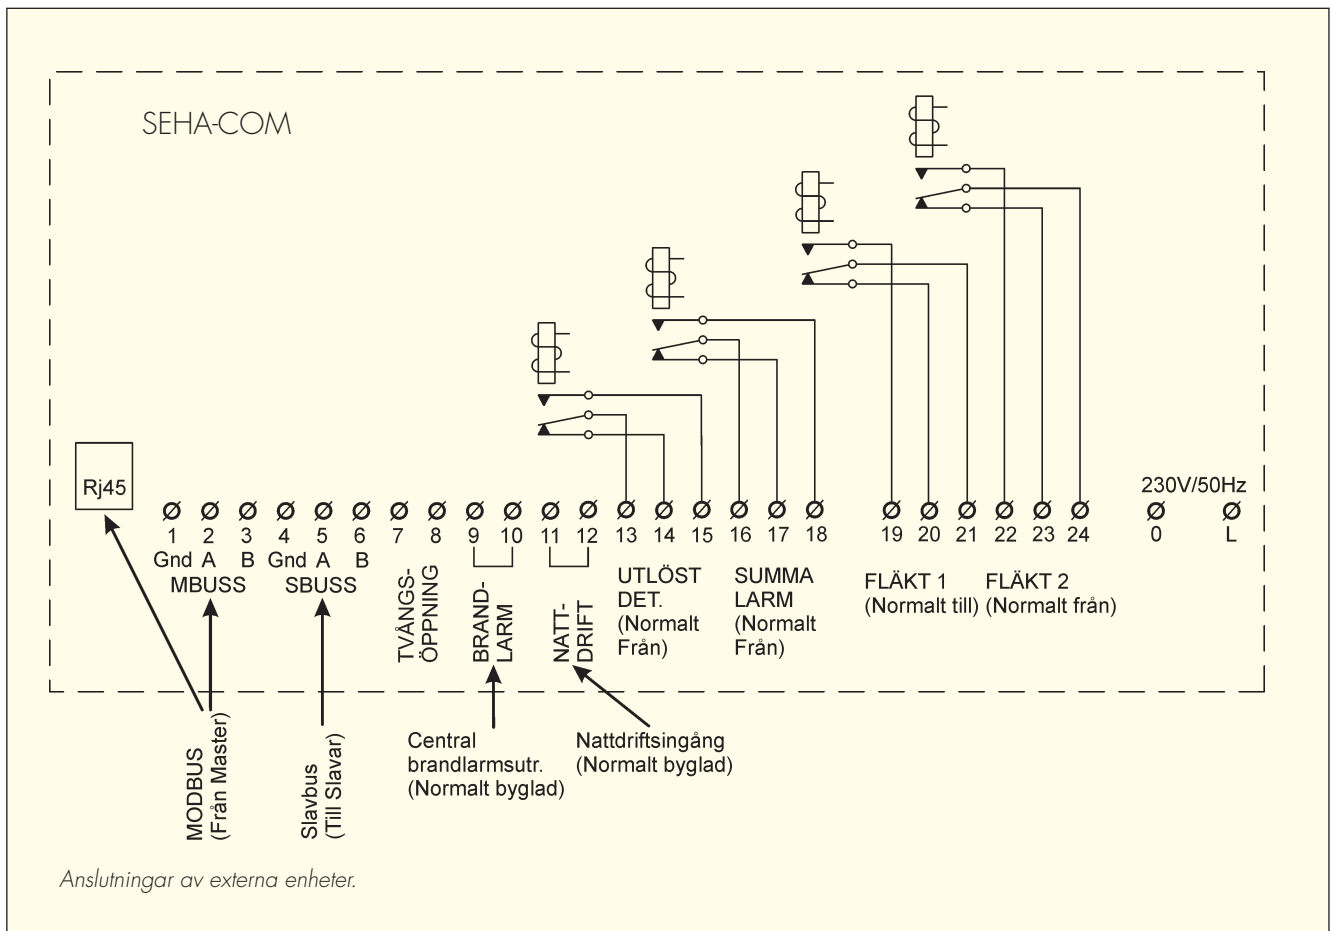 SEHA-COM
Rj45
230V/50Hz
1 2 3 4 5 6 7 8 9 10 11 12 13 14 15 16 17 18 19 20 21 22 23 24 0 L
Gnd A B Gnd A B
MBUSS
SBUSS
TVÅNGS-
ÖPPNING
BRAND-
LARM
NATT-
DRIFT
UTLÖST
DET.
(Normalt
Från)
SUMMA
LARM
(Normalt
Från)
FLÄKT 1
(Normalt till)
FLÄKT 2
(Normalt från)
MODBUS
(Från Master)
Slavbus
(Till Slavar)
Central
brandlarmsutr.
(Normalt byglad)
Nattdriftsingång
(Normalt byglad)
Anslutningar av externa enheter.